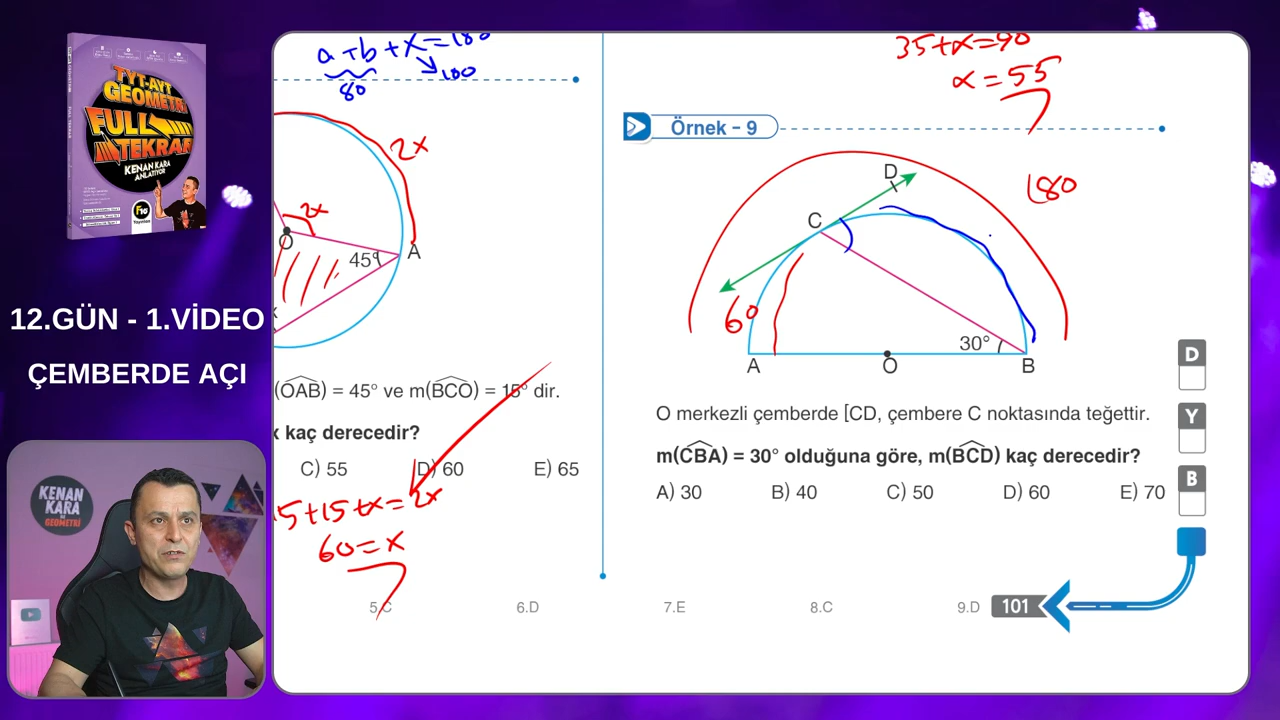 TYT-AYT
GEOMETRİ
FULL
TEKRAR
KENAN KARA
ANLATIYOR
12.GÜN - 1.VİDEO
ÇEMBERDE AÇI
KENAN
KARA
GEOMETRİ
a+b+x=180
80
100
2x
2x
O
45°
A
(OAB) = 45° ve m(BCO) = 15° dir.
x kaç derecedir?
C) 55 D) 60 E) 65
5+15+x=2x
60=x
35+α=90
α=55
Örnek - 9
180
D
C
60
30°
A
O
B
O merkezli çemberde [CD, çembere C noktasında teğettir.
m(CBA) = 30° olduğuna göre, m(BCD) kaç derecedir?
A) 30 B) 40 C) 50 D) 60 E) 70
D
Y
B
5.C 6.D 7.E 8.C 9.D 101